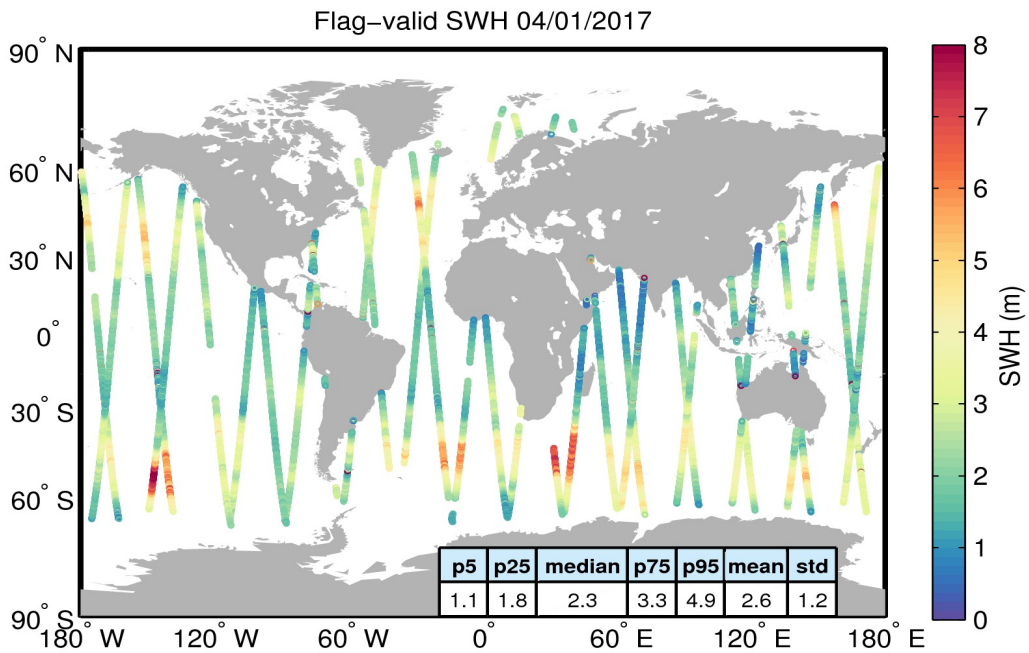 Flag−valid SWH 04/01/2017
90° N
60° N
30° N
0°
30° S
60° S
90° S
180° W
120° W
60° W
0°
60° E
120° E
180° E
p5 p25 median p75 p95 mean std
1.1 1.8 2.3 3.3 4.9 2.6 1.2
8
7
6
5
4
3
2
1
0
SWH (m)